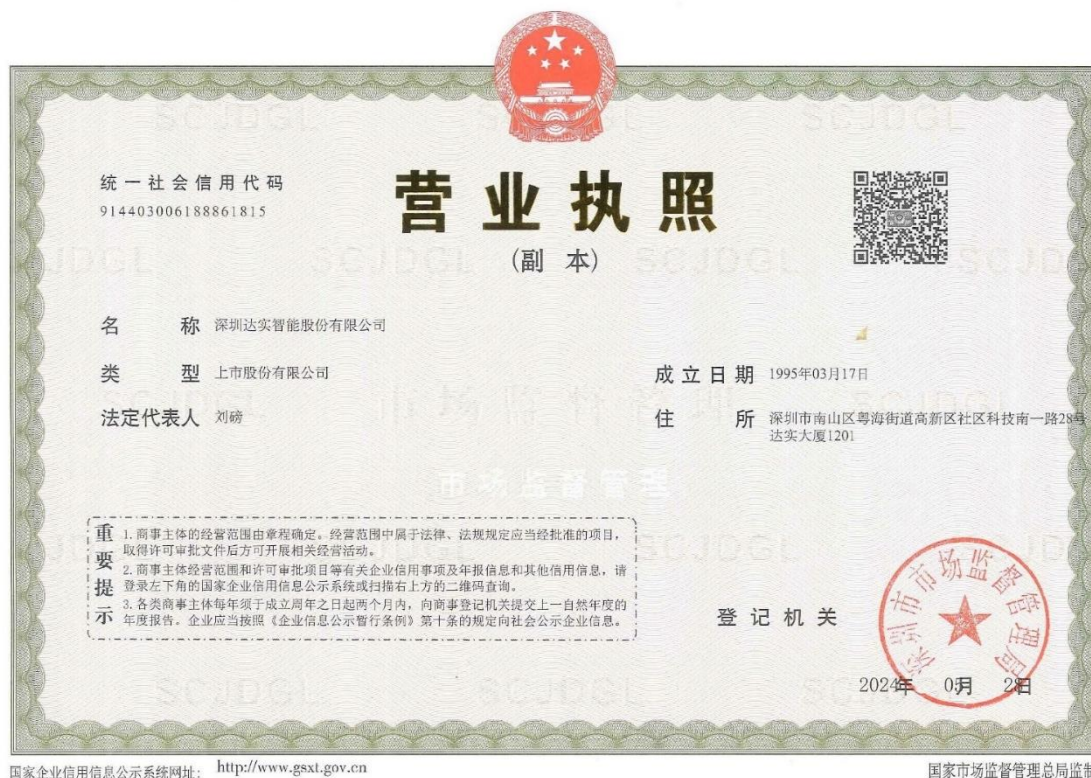 统一社会信用代码
914403006188861815
营业执照
(副 本)
名 称 深圳达实智能股份有限公司
类 型 上市股份有限公司
成立日期 1995年03月17日
法定代表人 刘磅
住 所 深圳市南山区粤海街道高新区社区科技南一路28号
达实大厦1201
市场监督管理
重要提示
1. 商事主体的经营范围由章程确定。经营范围中属于法律、法规规定应当经批准的项目，
取得许可审批文件后方可开展相关经营活动。
2. 商事主体经营范围和许可审批项目等有关企业信用事项及年报信息和其他信用信息，请
登录左下角的国家企业信用信息公示系统或扫描右上方的二维码查询。
3. 各类商事主体每年须于成立周年之日起两个月内，向商事登记机关提交上一自然年度的
年度报告。企业应当按照《企业信息公示暂行条例》第十条的规定向社会公示企业信息。
登记机关
深圳市市场监督管理局
2024年 05月 28日
国家企业信用信息公示系统网址： http://www.gsxt.gov.cn
国家市场监督管理总局监制
SCJDGL